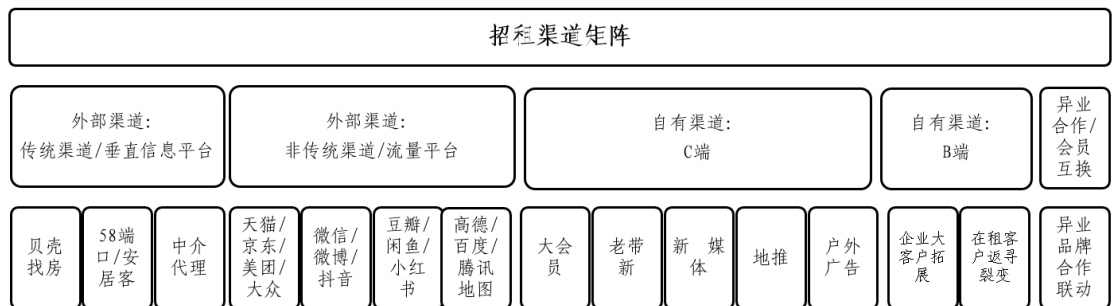 招租渠道矩阵
外部渠道:
传统渠道/垂直信息平台
外部渠道:
非传统渠道/流量平台
自有渠道:
C端
自有渠道:
B端
异业
合作/
会员
互换
贝壳
找房
58端
口/安
居客
中介
代理
天猫/
京东/
美团/
大众
微信/
微博/
抖音
豆瓣/
闲鱼/
小红
书
高德/
百度/
腾讯
地图
大会
员
老带
新
新 媒
体
地推
户外
广告
企业大
客户拓
展
在租客
户返寻
裂变
异业
品牌
合作
联动